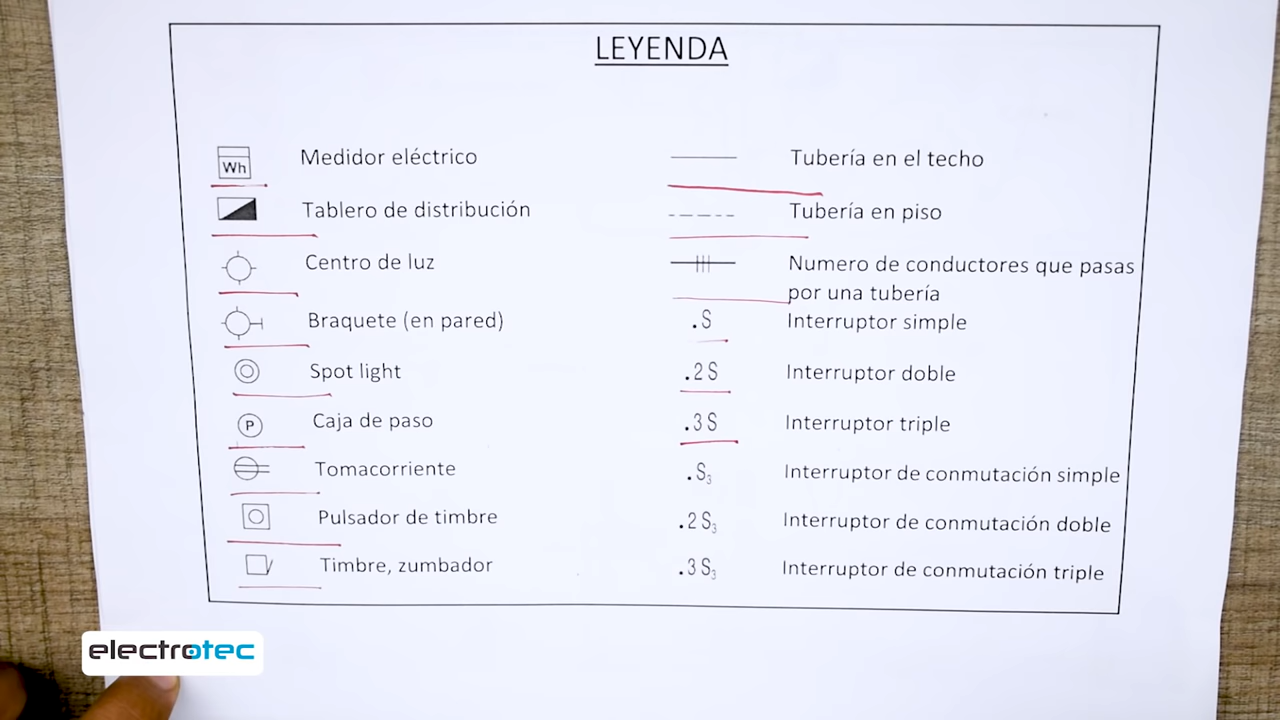 LEYENDA
Wh Medidor eléctrico
Tablero de distribución
Centro de luz
Braquete (en pared)
Spot light
P Caja de paso
Tomacorriente
Pulsador de timbre
Timbre, zumbador
Tubería en el techo
Tubería en piso
Numero de conductores que pasas
por una tubería
.S Interruptor simple
.2S Interruptor doble
.3S Interruptor triple
.S₃ Interruptor de conmutación simple
.2S₃ Interruptor de conmutación doble
.3S₃ Interruptor de conmutación triple
electrotec